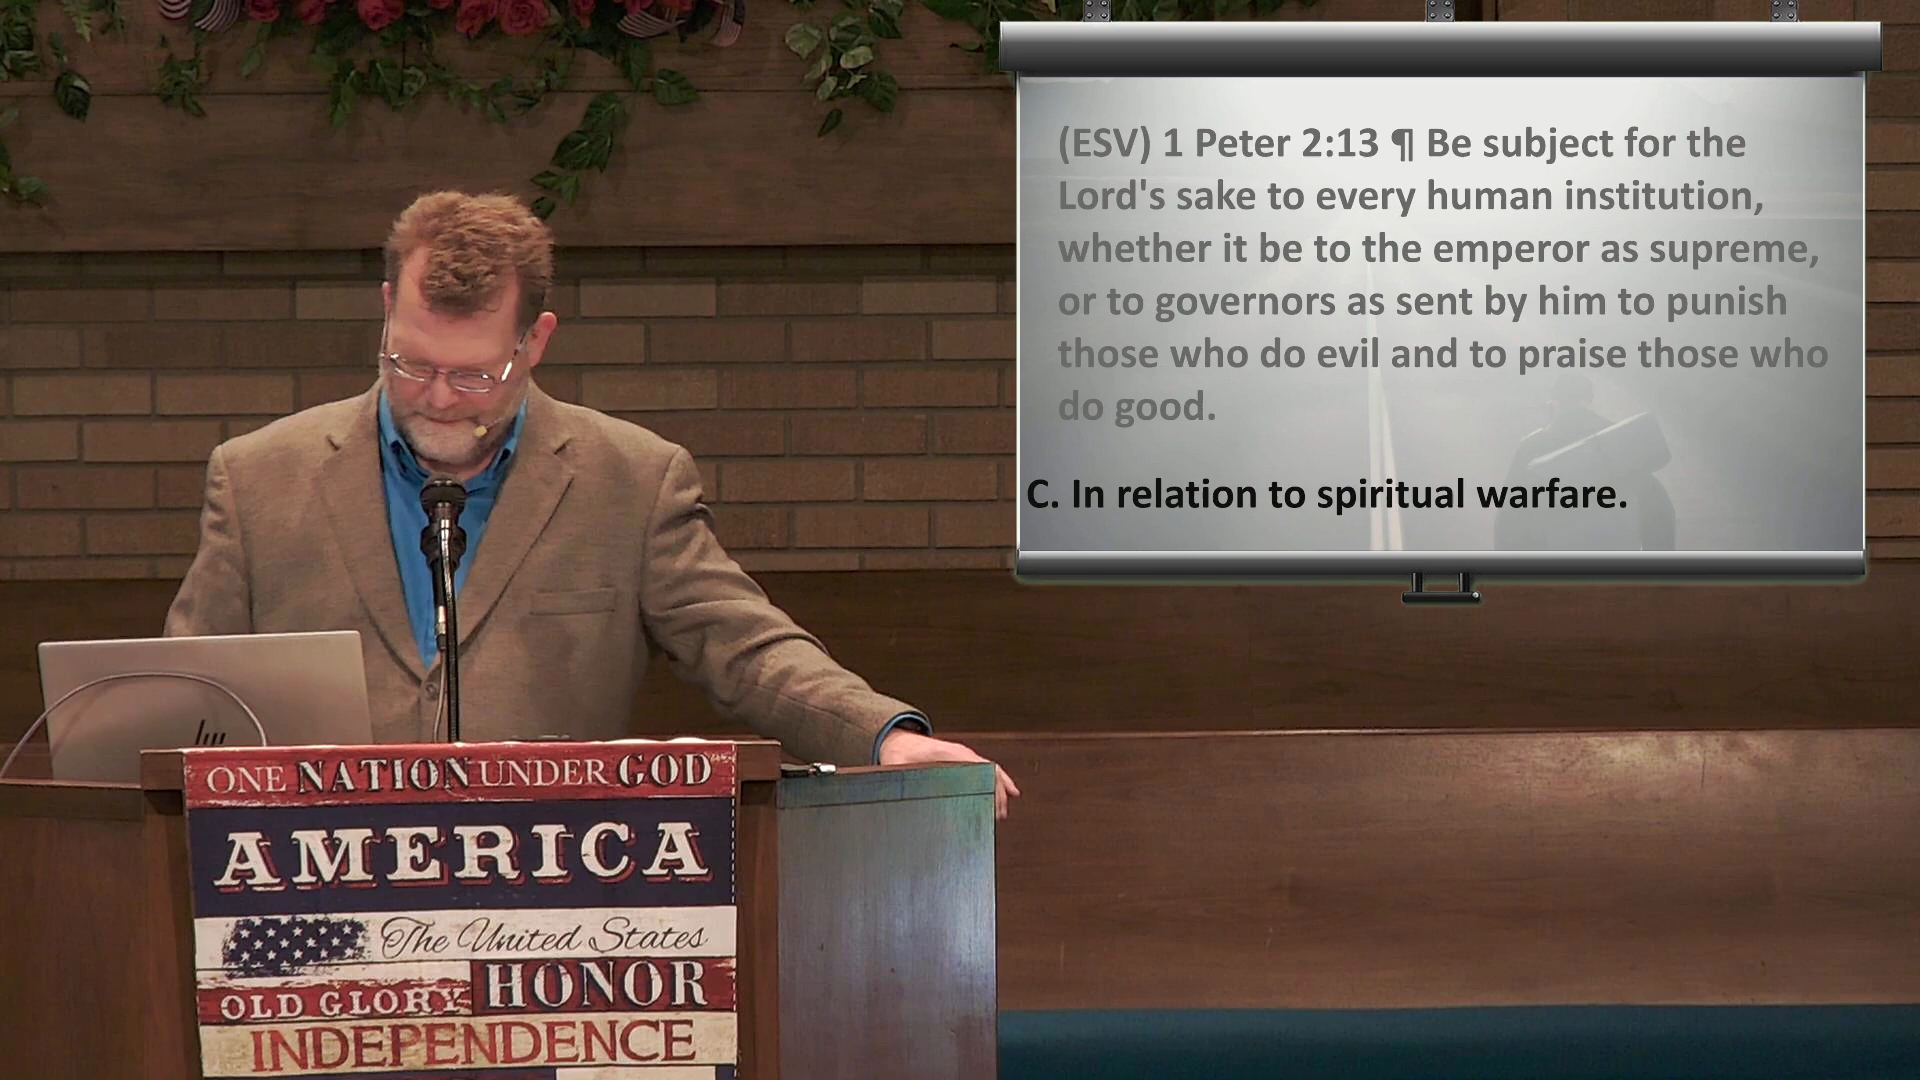 (ESV) 1 Peter 2:13 ¶ Be subject for the
Lord's sake to every human institution,
whether it be to the emperor as supreme,
or to governors as sent by him to punish
those who do evil and to praise those who
do good.
C. In relation to spiritual warfare.
hp
ONE NATION UNDER GOD
AMERICA
The United States
OLD GLORY HONOR
INDEPENDENCE